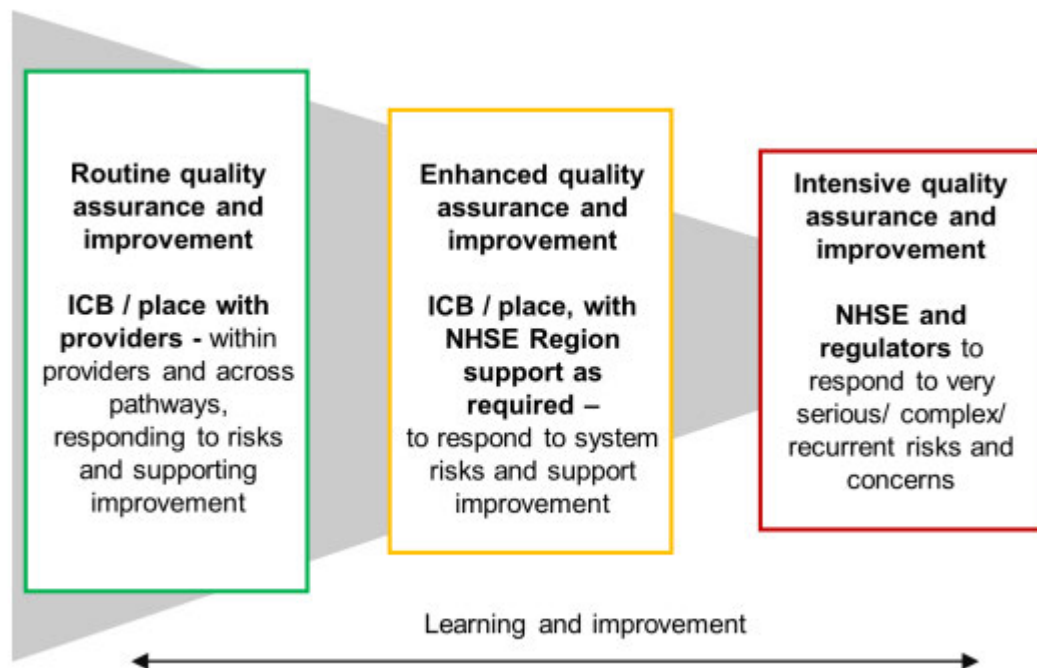 Routine quality
assurance and
improvement
ICB / place with
providers - within
providers and across
pathways,
responding to risks
and supporting
improvement
Enhanced quality
assurance and
improvement
ICB / place, with
NHSE Region
support as
required –
to respond to system
risks and support
improvement
Intensive quality
assurance and
improvement
NHSE and
regulators to
respond to very
serious/ complex/
recurrent risks and
concerns
Learning and improvement